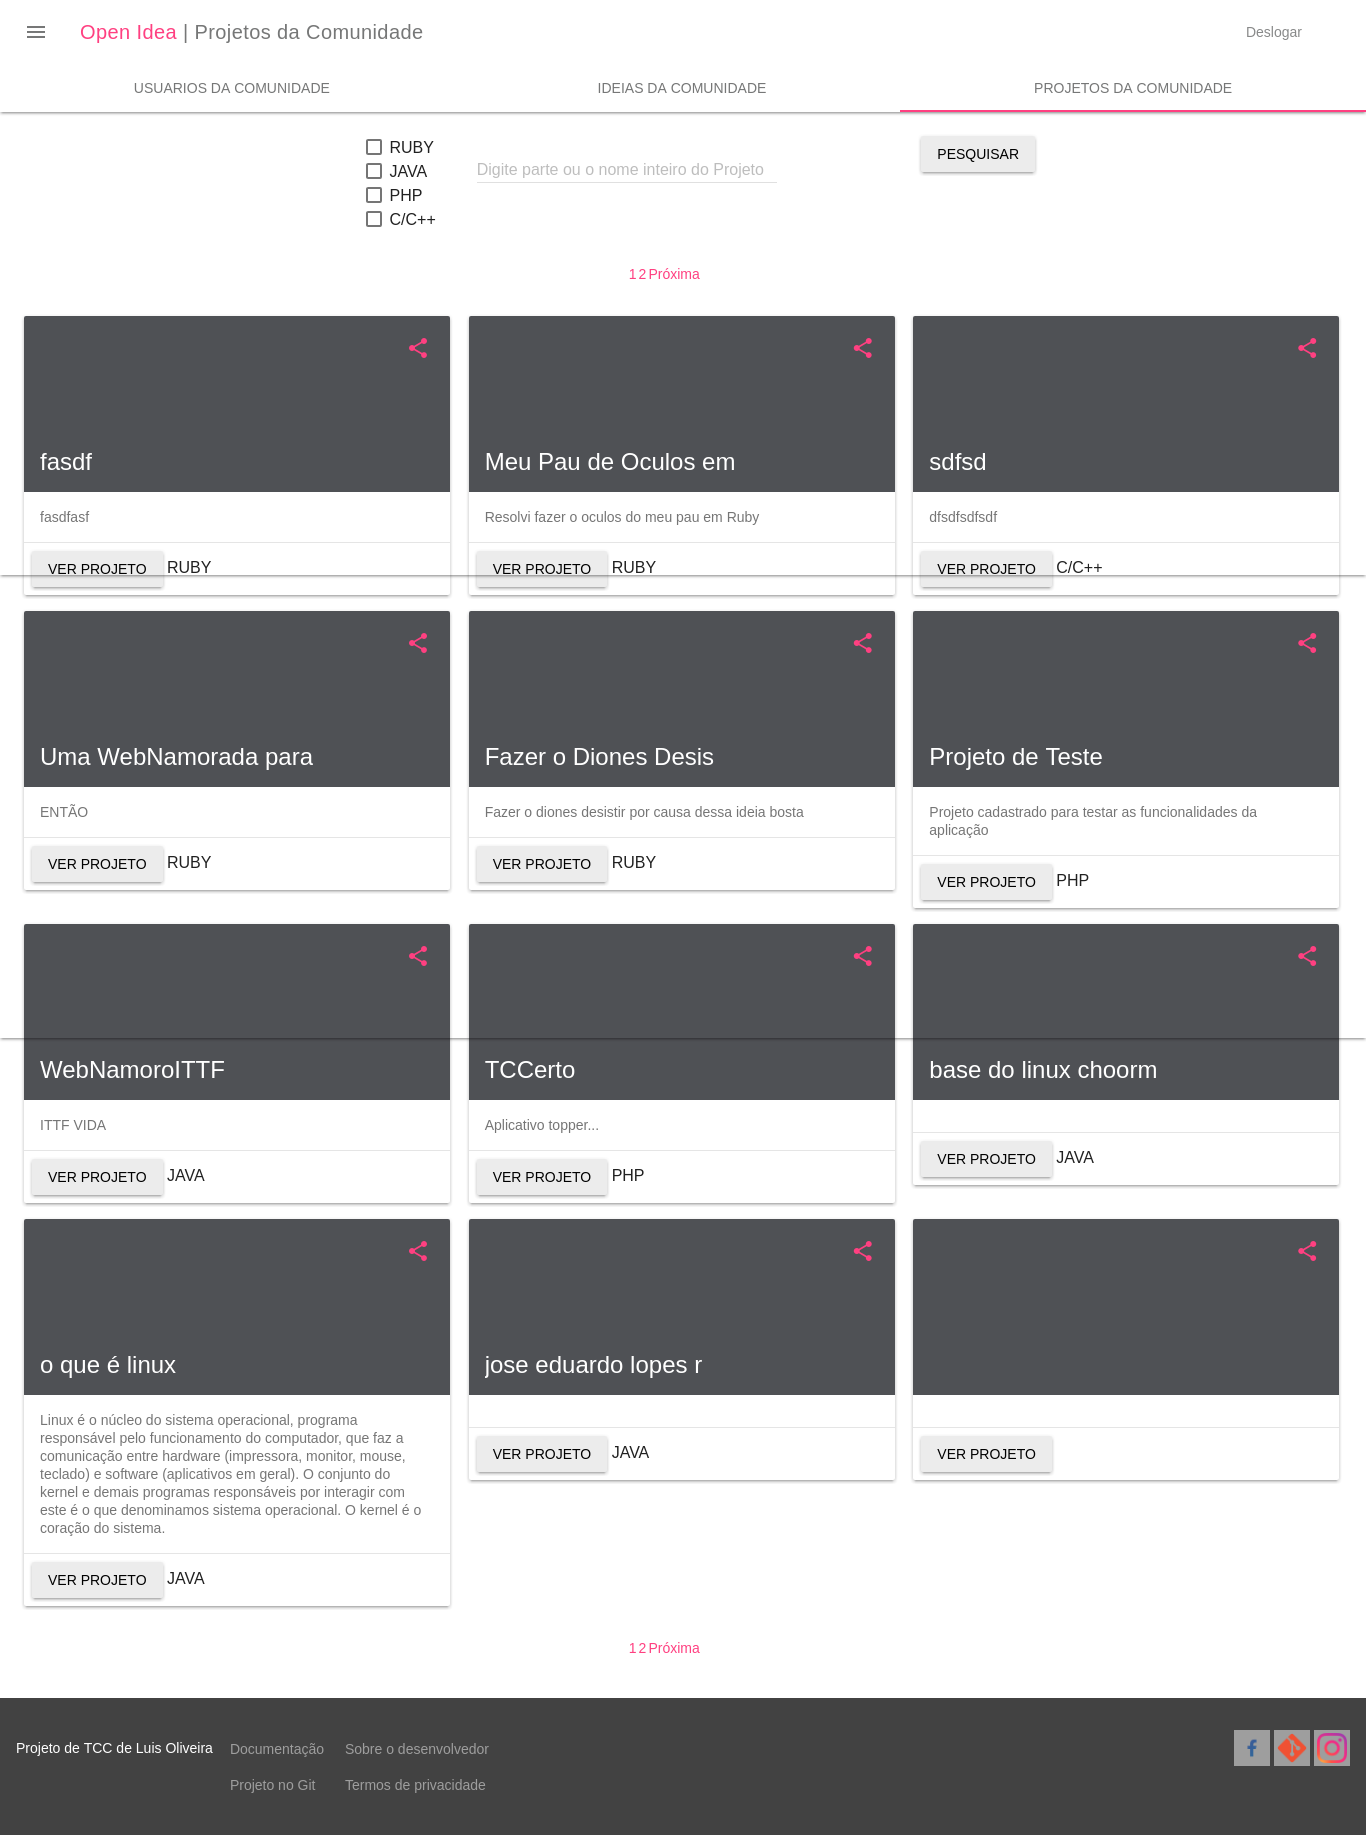 Open Idea | Projetos da Comunidade
Deslogar
USUARIOS DA COMUNIDADE
IDEIAS DA COMUNIDADE
PROJETOS DA COMUNIDADE
RUBY
JAVA
PHP
C/C++
Digite parte ou o nome inteiro do Projeto
PESQUISAR
1 2 Próxima
fasdf
fasdfasf
VER PROJETO RUBY
Meu Pau de Oculos em
Resolvi fazer o oculos do meu pau em Ruby
VER PROJETO RUBY
sdfsd
dfsdfsdfsdf
VER PROJETO C/C++
Uma WebNamorada para
ENTÃO
VER PROJETO RUBY
Fazer o Diones Desis
Fazer o diones desistir por causa dessa ideia bosta
VER PROJETO RUBY
Projeto de Teste
Projeto cadastrado para testar as funcionalidades da
aplicação
VER PROJETO PHP
WebNamoroITTF
ITTF VIDA
VER PROJETO JAVA
TCCerto
Aplicativo topper...
VER PROJETO PHP
base do linux choorm
VER PROJETO JAVA
o que é linux
Linux é o núcleo do sistema operacional, programa
responsável pelo funcionamento do computador, que faz a
comunicação entre hardware (impressora, monitor, mouse,
teclado) e software (aplicativos em geral). O conjunto do
kernel e demais programas responsáveis por interagir com
este é o que denominamos sistema operacional. O kernel é o
coração do sistema.
VER PROJETO JAVA
jose eduardo lopes r
VER PROJETO JAVA
VER PROJETO
1 2 Próxima
Projeto de TCC de Luis Oliveira
Documentação
Sobre o desenvolvedor
Projeto no Git
Termos de privacidade